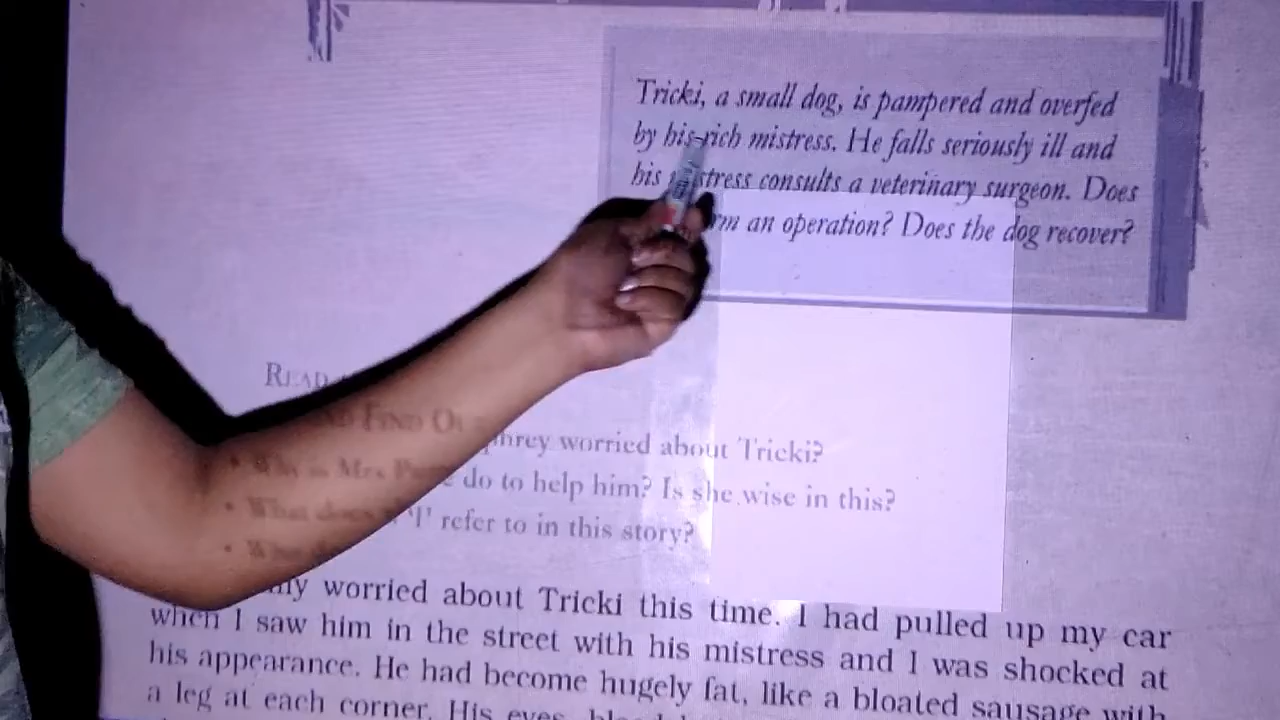 Tricki, a small dog, is pampered and overfed
by his rich mistress. He falls seriously ill and
his mistress consults a veterinary surgeon. Does
an operation? Does the dog recover?
READ
FIND
worried about Tricki?
do to help him? Is she wise in this?
What 'I' refer to in this story?
worried about Tricki this time. I had pulled up my car
when I saw him in the street with his mistress and I was shocked at
his appearance. He had become hugely fat, like a bloated sausage with
a leg at each corner. His eyes,